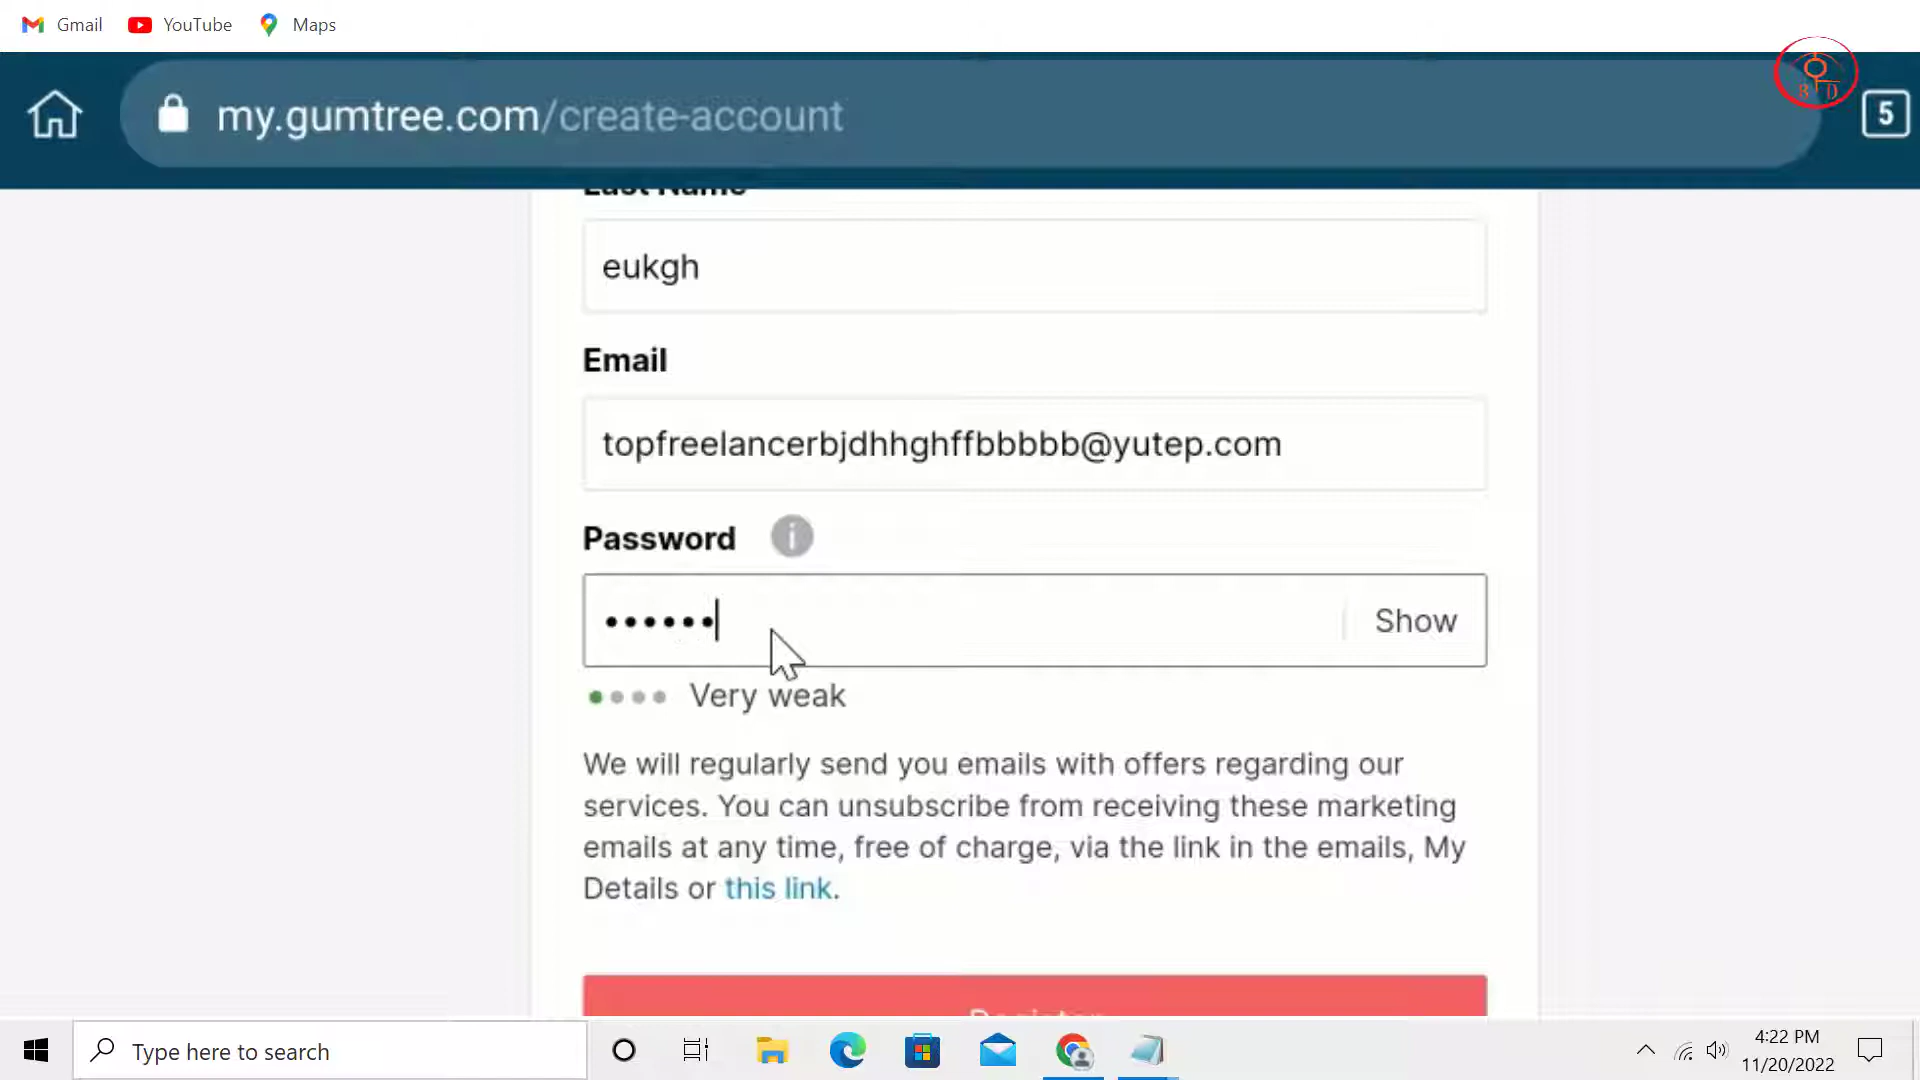 Gmail YouTube Maps
my.gumtree.com/create-account 5
Last Name
eukgh
Email
topfreelancerbjdhhghffbbbbb@yutep.com
Password i
•••••• Show
Very weak
We will regularly send you emails with offers regarding our
services. You can unsubscribe from receiving these marketing
emails at any time, free of charge, via the link in the emails, My
Details or this link.
Register
Type here to search
4:22 PM
11/20/2022